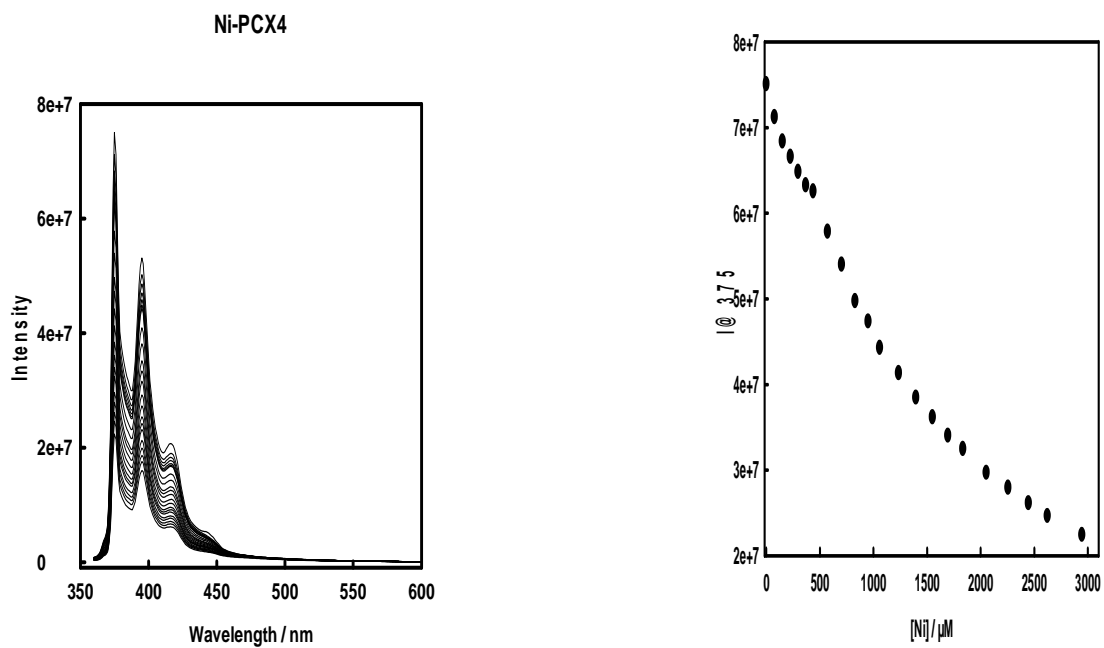 Ni-PCX4
8e+7
6e+7
4e+7
2e+7
0
Intensity
350 400 450 500 550 600
Wavelength / nm
8e+7
7e+7
6e+7
5e+7
4e+7
3e+7
2e+7
I@375
0 500 1000 1500 2000 2500 3000
[Ni] / µM